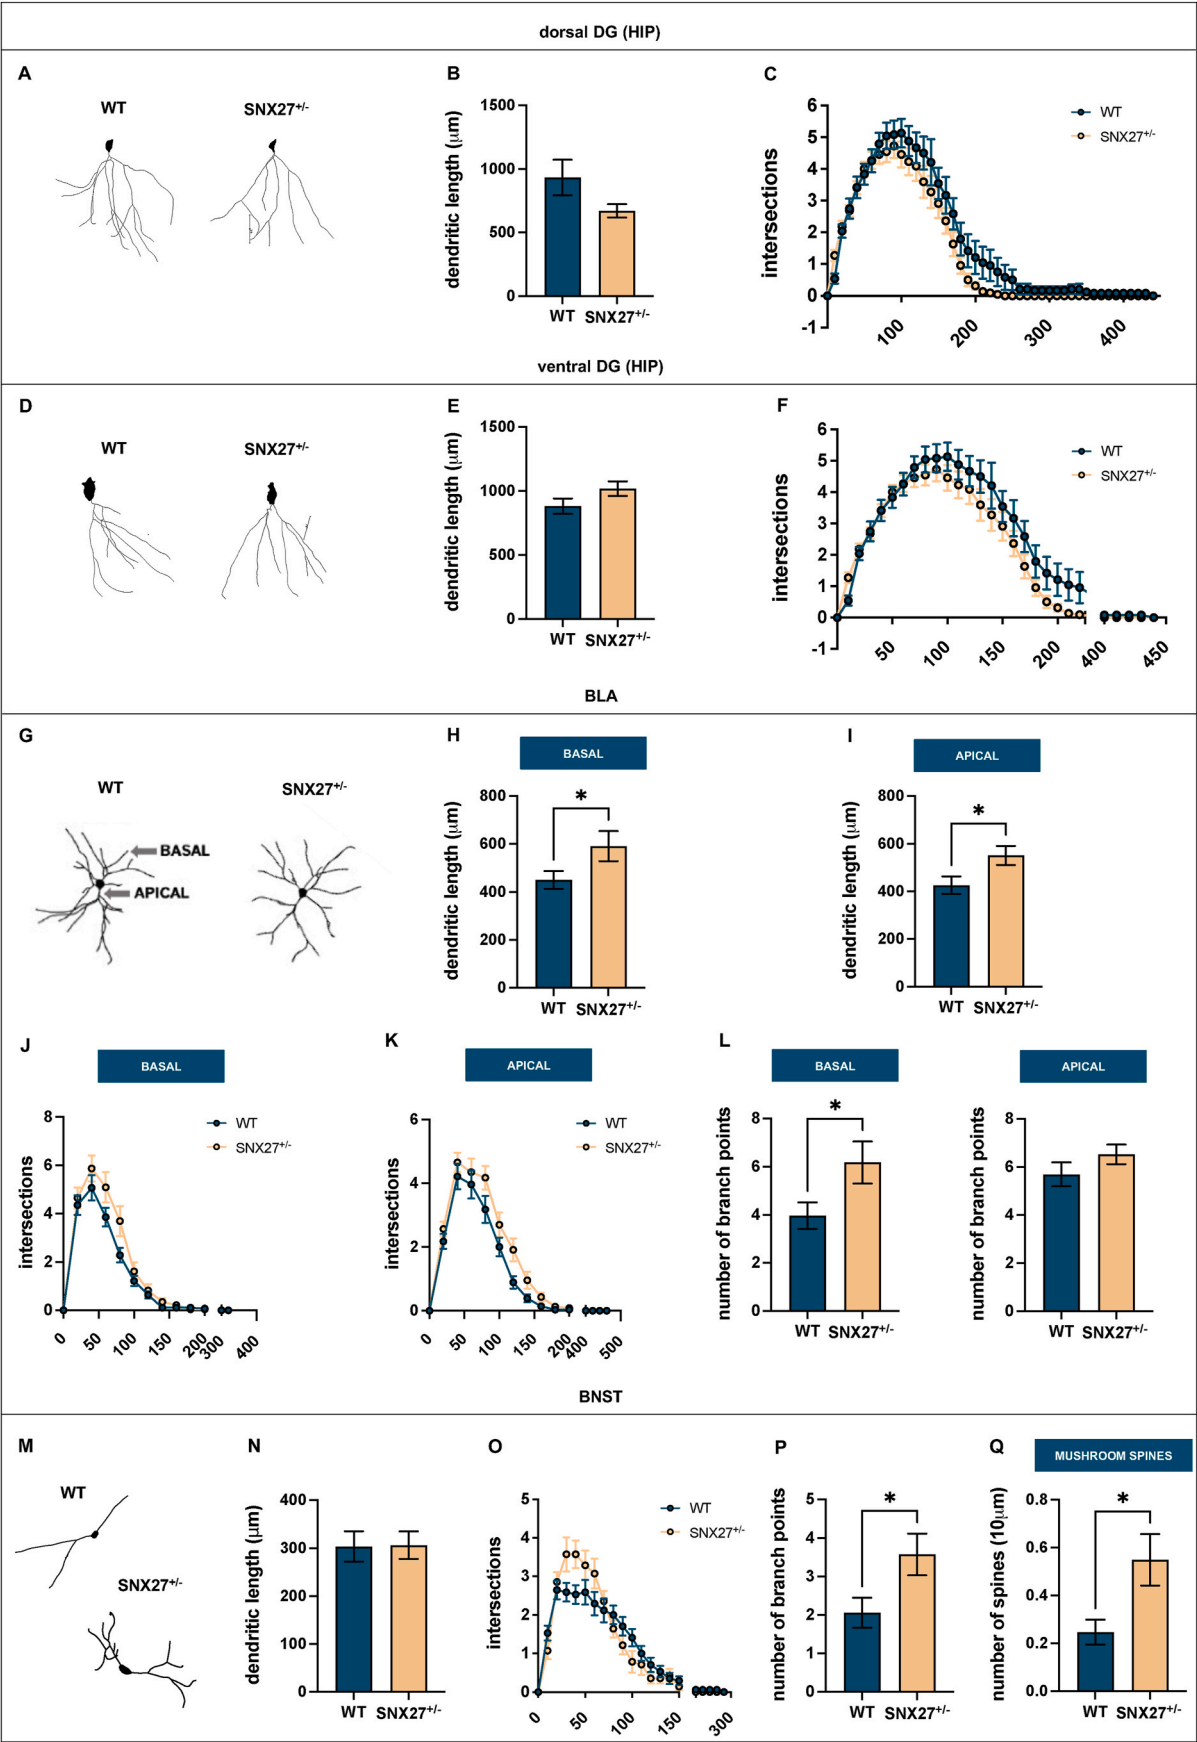 dorsal DG (HIP)
A
WT
SNX27+/-
B
dendritic length (μm)
1500
1000
500
0
WT SNX27+/-
C
intersections
6
5
4
3
2
1
0
-1
100 200 300 400
WT
SNX27+/-
ventral DG (HIP)
D
WT
SNX27+/-
E
dendritic length (μm)
1500
1000
500
0
WT SNX27+/-
F
intersections
6
5
4
3
2
1
0
-1
50 100 150 200 400 450
WT
SNX27+/-
BLA
G
WT
SNX27+/-
BASAL
APICAL
H
BASAL
dendritic length (μm)
800
600
400
200
0
*
WT SNX27+/-
I
APICAL
dendritic length (μm)
800
600
400
200
0
*
WT SNX27+/-
J
BASAL
intersections
8
6
4
2
0
0 50 100 150 200 300 400
WT
SNX27+/-
K
APICAL
intersections
6
4
2
0
0 50 100 150 200 400 500
WT
SNX27+/-
L
BASAL
number of branch points
8
6
4
2
0
*
WT SNX27+/-
APICAL
number of branch points
8
6
4
2
0
WT SNX27+/-
BNST
M
WT
SNX27+/-
N
dendritic length (μm)
400
300
200
100
0
WT SNX27+/-
O
intersections
5
4
3
2
1
0
0 50 100 150 300
WT
SNX27+/-
P
number of branch points
5
4
3
2
1
0
*
WT SNX27+/-
Q
MUSHROOM SPINES
number of spines (10μm)
0.8
0.6
0.4
0.2
0.0
*
WT SNX27+/-